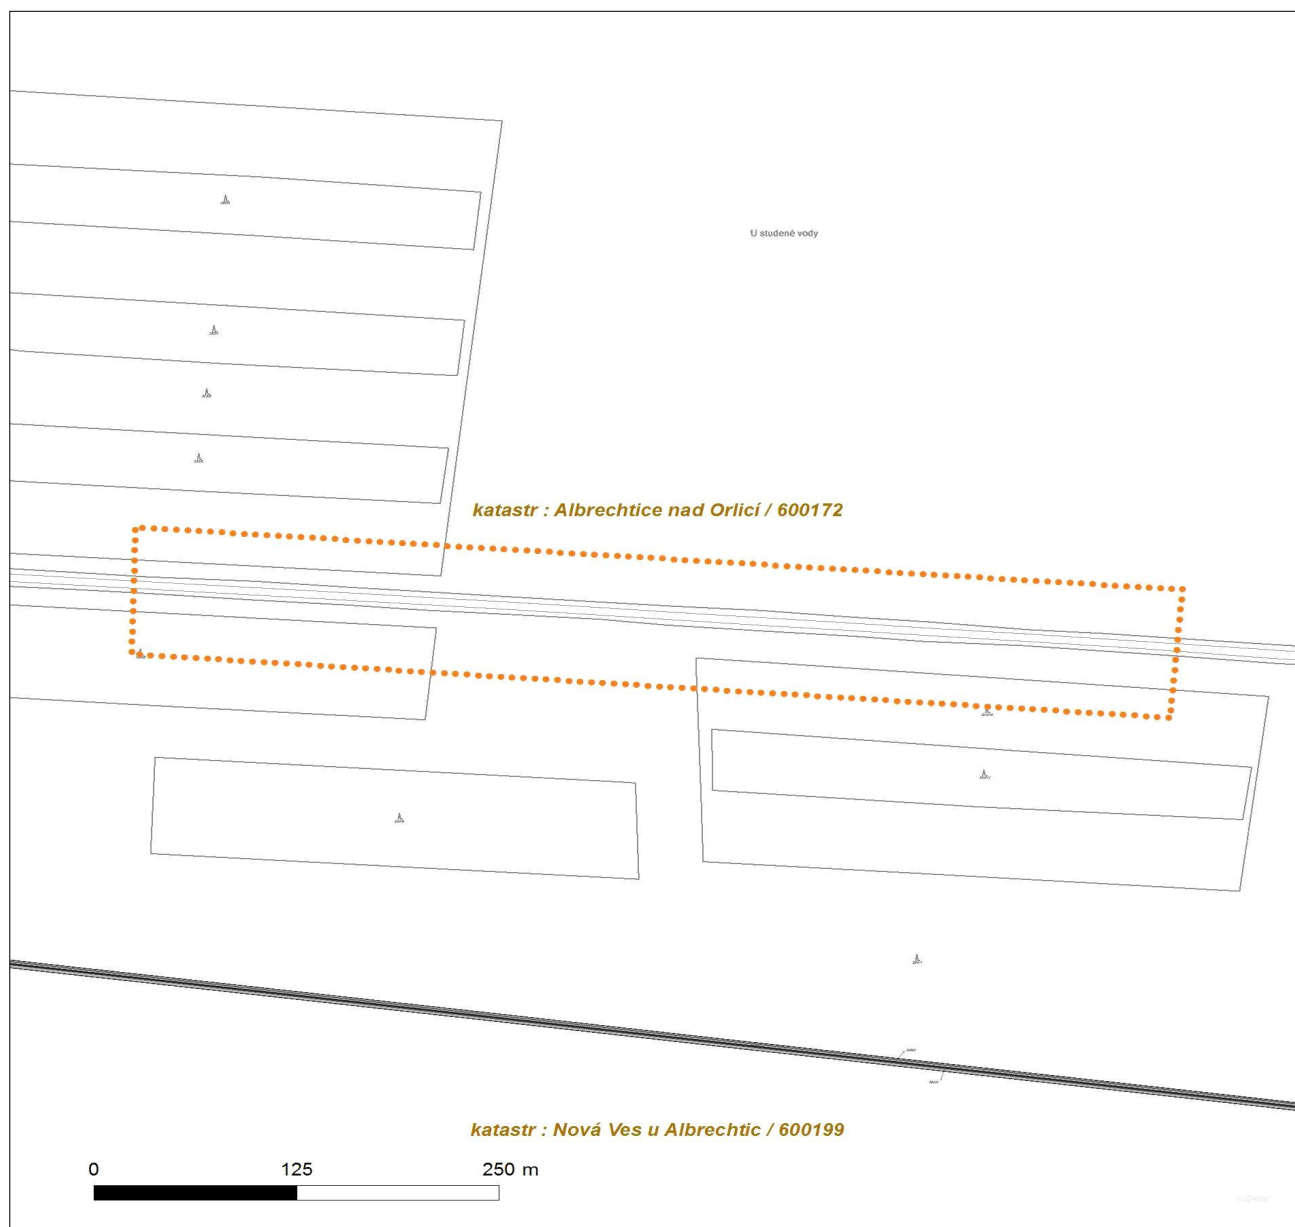 U studené vody
katastr : Albrechtice nad Orlicí / 600172
katastr : Nová Ves u Albrechtic / 600199
0 125 250 m